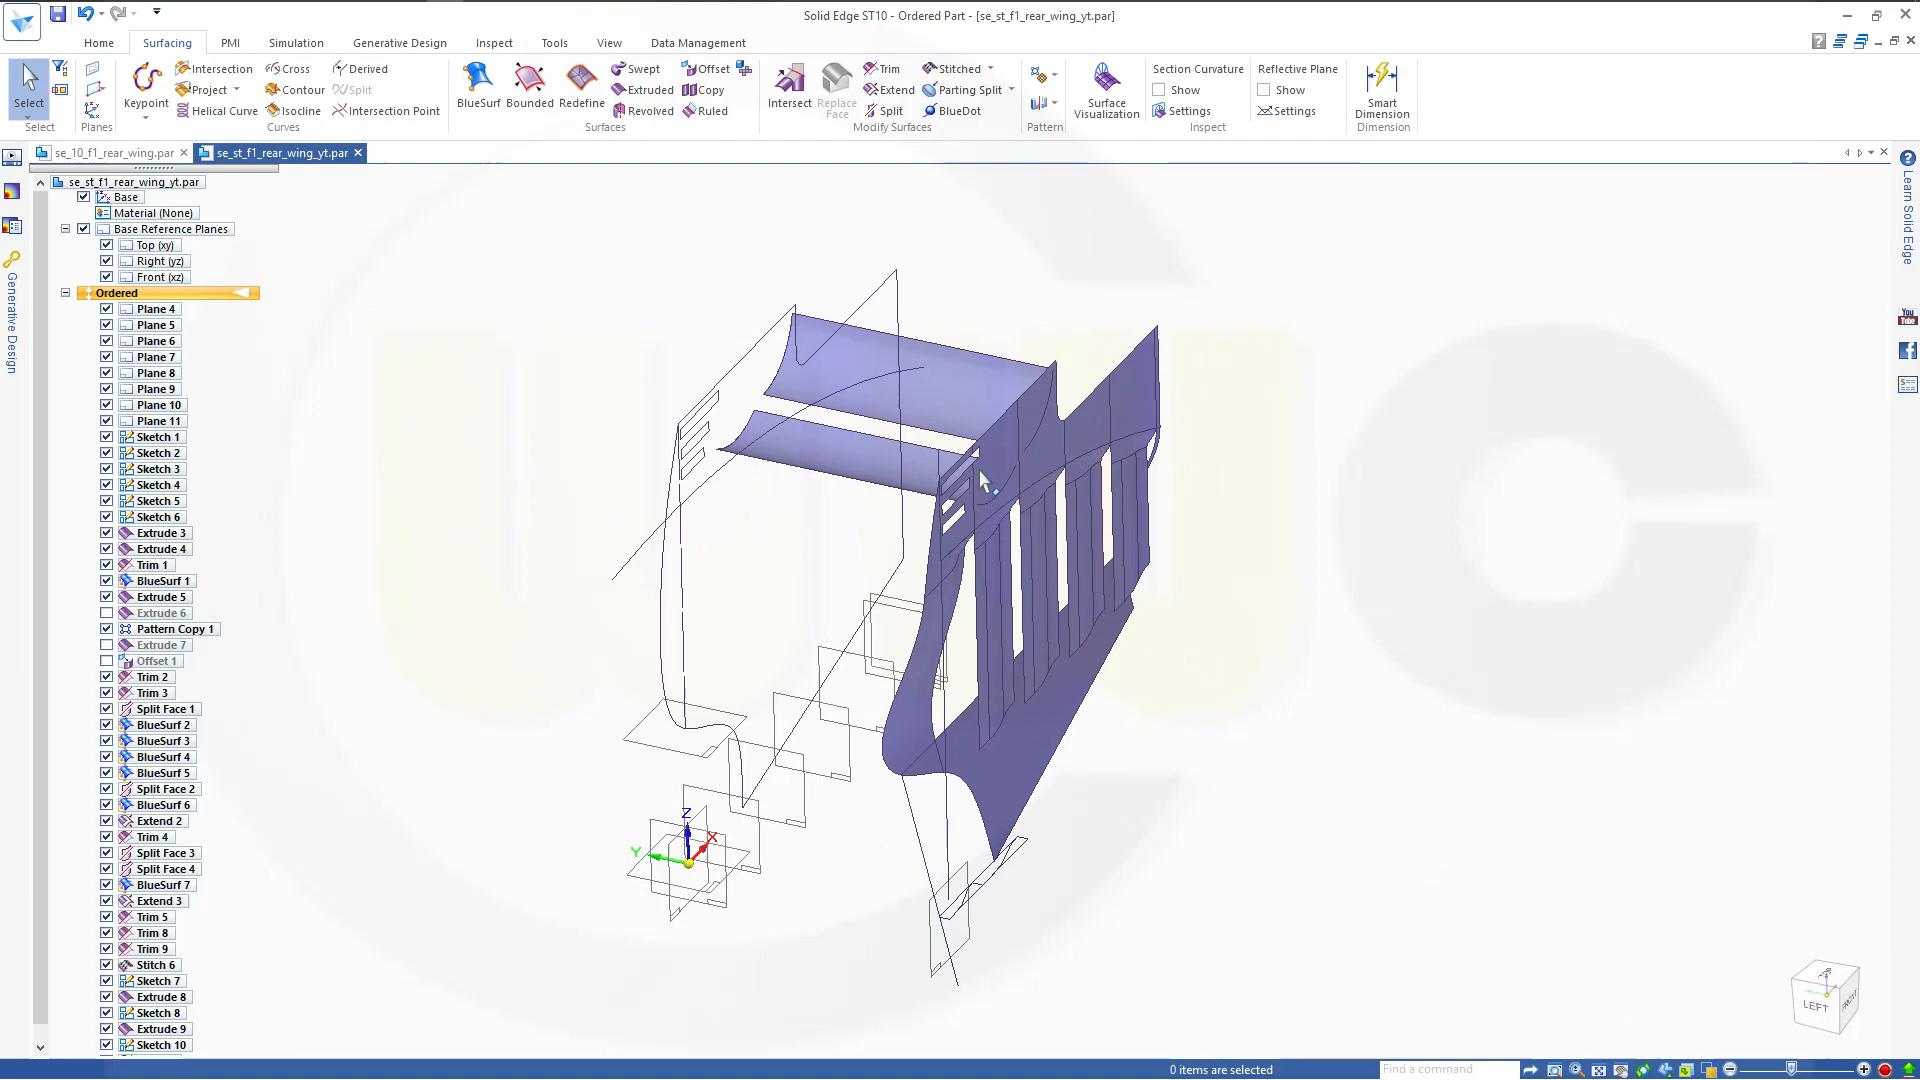 Solid Edge ST10 - Ordered Part - [se_st_f1_rear_wing_yt.par]
Home Surfacing PMI Simulation Generative Design Inspect Tools View Data Management
Select
Select
Planes
Keypoint
Intersection
Project
Helical Curve
Cross
Contour
Isocline
Derived
Split
Intersection Point
Curves
BlueSurf
Bounded
Redefine
Swept
Extruded
Revolved
Offset
Copy
Ruled
Surfaces
Intersect
Replace
Face
Trim
Extend
Split
Stitched
Parting Split
BlueDot
Modify Surfaces
Pattern
Surface
Visualization
Section Curvature
Show
Settings
Inspect
Reflective Plane
Show
Settings
Smart
Dimension
Dimension
se_10_f1_rear_wing.par
se_st_f1_rear_wing_yt.par
Generative Design
Learn Solid Edge
You
Tube
se_st_f1_rear_wing_yt.par
Base
Material (None)
Base Reference Planes
Top (xy)
Right (yz)
Front (xz)
Ordered
Plane 4
Plane 5
Plane 6
Plane 7
Plane 8
Plane 9
Plane 10
Plane 11
Sketch 1
Sketch 2
Sketch 3
Sketch 4
Sketch 5
Sketch 6
Extrude 3
Extrude 4
Trim 1
BlueSurf 1
Extrude 5
Extrude 6
Pattern Copy 1
Extrude 7
Offset 1
Trim 2
Trim 3
Split Face 1
BlueSurf 2
BlueSurf 3
BlueSurf 4
BlueSurf 5
Split Face 2
BlueSurf 6
Extend 2
Trim 4
Split Face 3
Split Face 4
BlueSurf 7
Extend 3
Trim 5
Trim 8
Trim 9
Stitch 6
Sketch 7
Extrude 8
Sketch 8
Extrude 9
Sketch 10
Z
X
Y
TOP
LEFT
FRONT
0 items are selected
Find a command